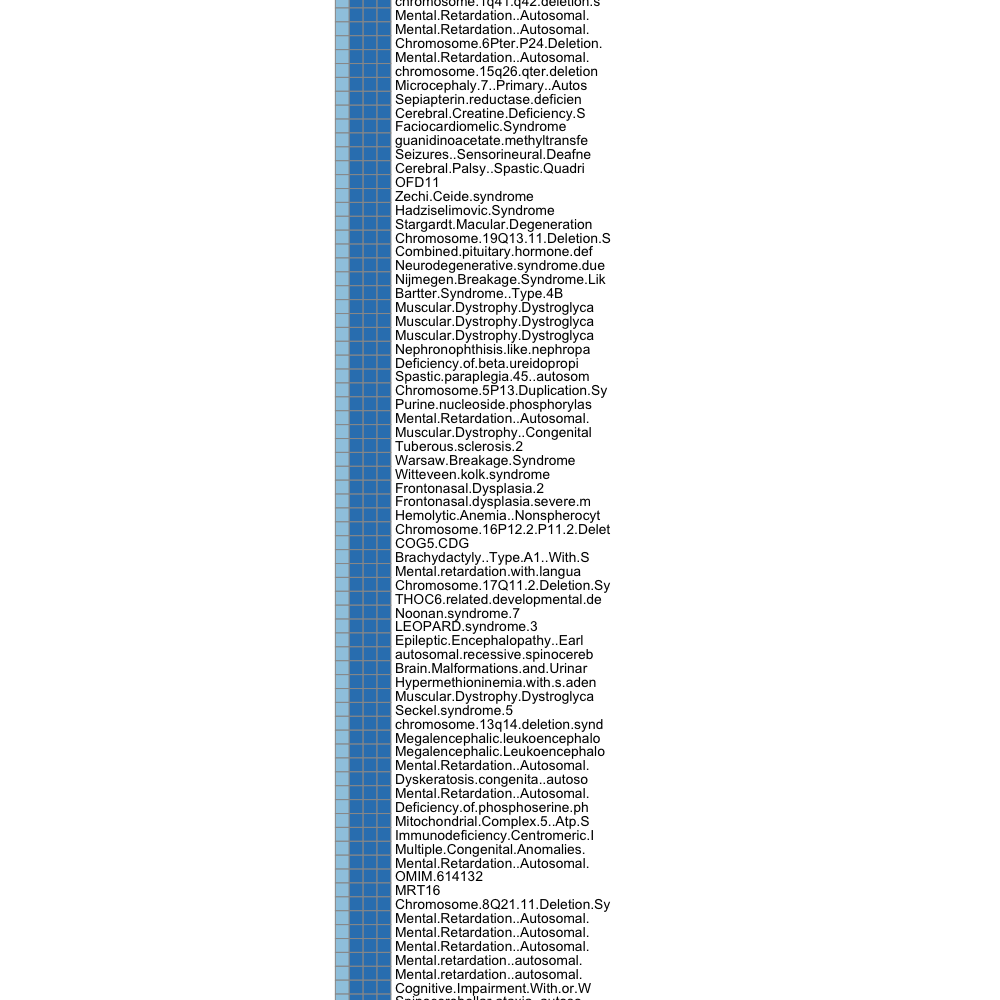 chromosome.1q41.q42.deletion.s
Mental.Retardation..Autosomal.
Mental.Retardation..Autosomal.
Chromosome.6Pter.P24.Deletion.
Mental.Retardation..Autosomal.
chromosome.15q26.qter.deletion
Microcephaly.7..Primary..Autos
Sepiapterin.reductase.deficien
Cerebral.Creatine.Deficiency.S
Faciocardiomelic.Syndrome
guanidinoacetate.methyltransfe
Seizures..Sensorineural.Deafne
Cerebral.Palsy..Spastic.Quadri
OFD11
Zechi.Ceide.syndrome
Hadziselimovic.Syndrome
Stargardt.Macular.Degeneration
Chromosome.19Q13.11.Deletion.S
Combined.pituitary.hormone.def
Neurodegenerative.syndrome.due
Nijmegen.Breakage.Syndrome.Lik
Bartter.Syndrome..Type.4B
Muscular.Dystrophy.Dystroglyca
Muscular.Dystrophy.Dystroglyca
Muscular.Dystrophy.Dystroglyca
Nephronophthisis.like.nephropa
Deficiency.of.beta.ureidopropi
Spastic.paraplegia.45..autosom
Chromosome.5P13.Duplication.Sy
Purine.nucleoside.phosphorylas
Mental.Retardation..Autosomal.
Muscular.Dystrophy..Congenital
Tuberous.sclerosis.2
Warsaw.Breakage.Syndrome
Witteveen.kolk.syndrome
Frontonasal.Dysplasia.2
Frontonasal.dysplasia.severe.m
Hemolytic.Anemia..Nonspherocyt
Chromosome.16P12.2.P11.2.Delet
COG5.CDG
Brachydactyly..Type.A1..With.S
Mental.retardation.with.langua
Chromosome.17Q11.2.Deletion.Sy
THOC6.related.developmental.de
Noonan.syndrome.7
LEOPARD.syndrome.3
Epileptic.Encephalopathy..Earl
autosomal.recessive.spinocereb
Brain.Malformations.and.Urinar
Hypermethioninemia.with.s.aden
Muscular.Dystrophy.Dystroglyca
Seckel.syndrome.5
chromosome.13q14.deletion.synd
Megalencephalic.leukoencephalo
Megalencephalic.Leukoencephalo
Mental.Retardation..Autosomal.
Dyskeratosis.congenita..autoso
Mental.Retardation..Autosomal.
Deficiency.of.phosphoserine.ph
Mitochondrial.Complex.5..Atp.S
Immunodeficiency.Centromeric.I
Multiple.Congenital.Anomalies.
Mental.Retardation..Autosomal.
OMIM.614132
MRT16
Chromosome.8Q21.11.Deletion.Sy
Mental.Retardation..Autosomal.
Mental.Retardation..Autosomal.
Mental.Retardation..Autosomal.
Mental.retardation..autosomal.
Mental.retardation..autosomal.
Cognitive.Impairment.With.or.W
Spinocerebellar.ataxia..autoso